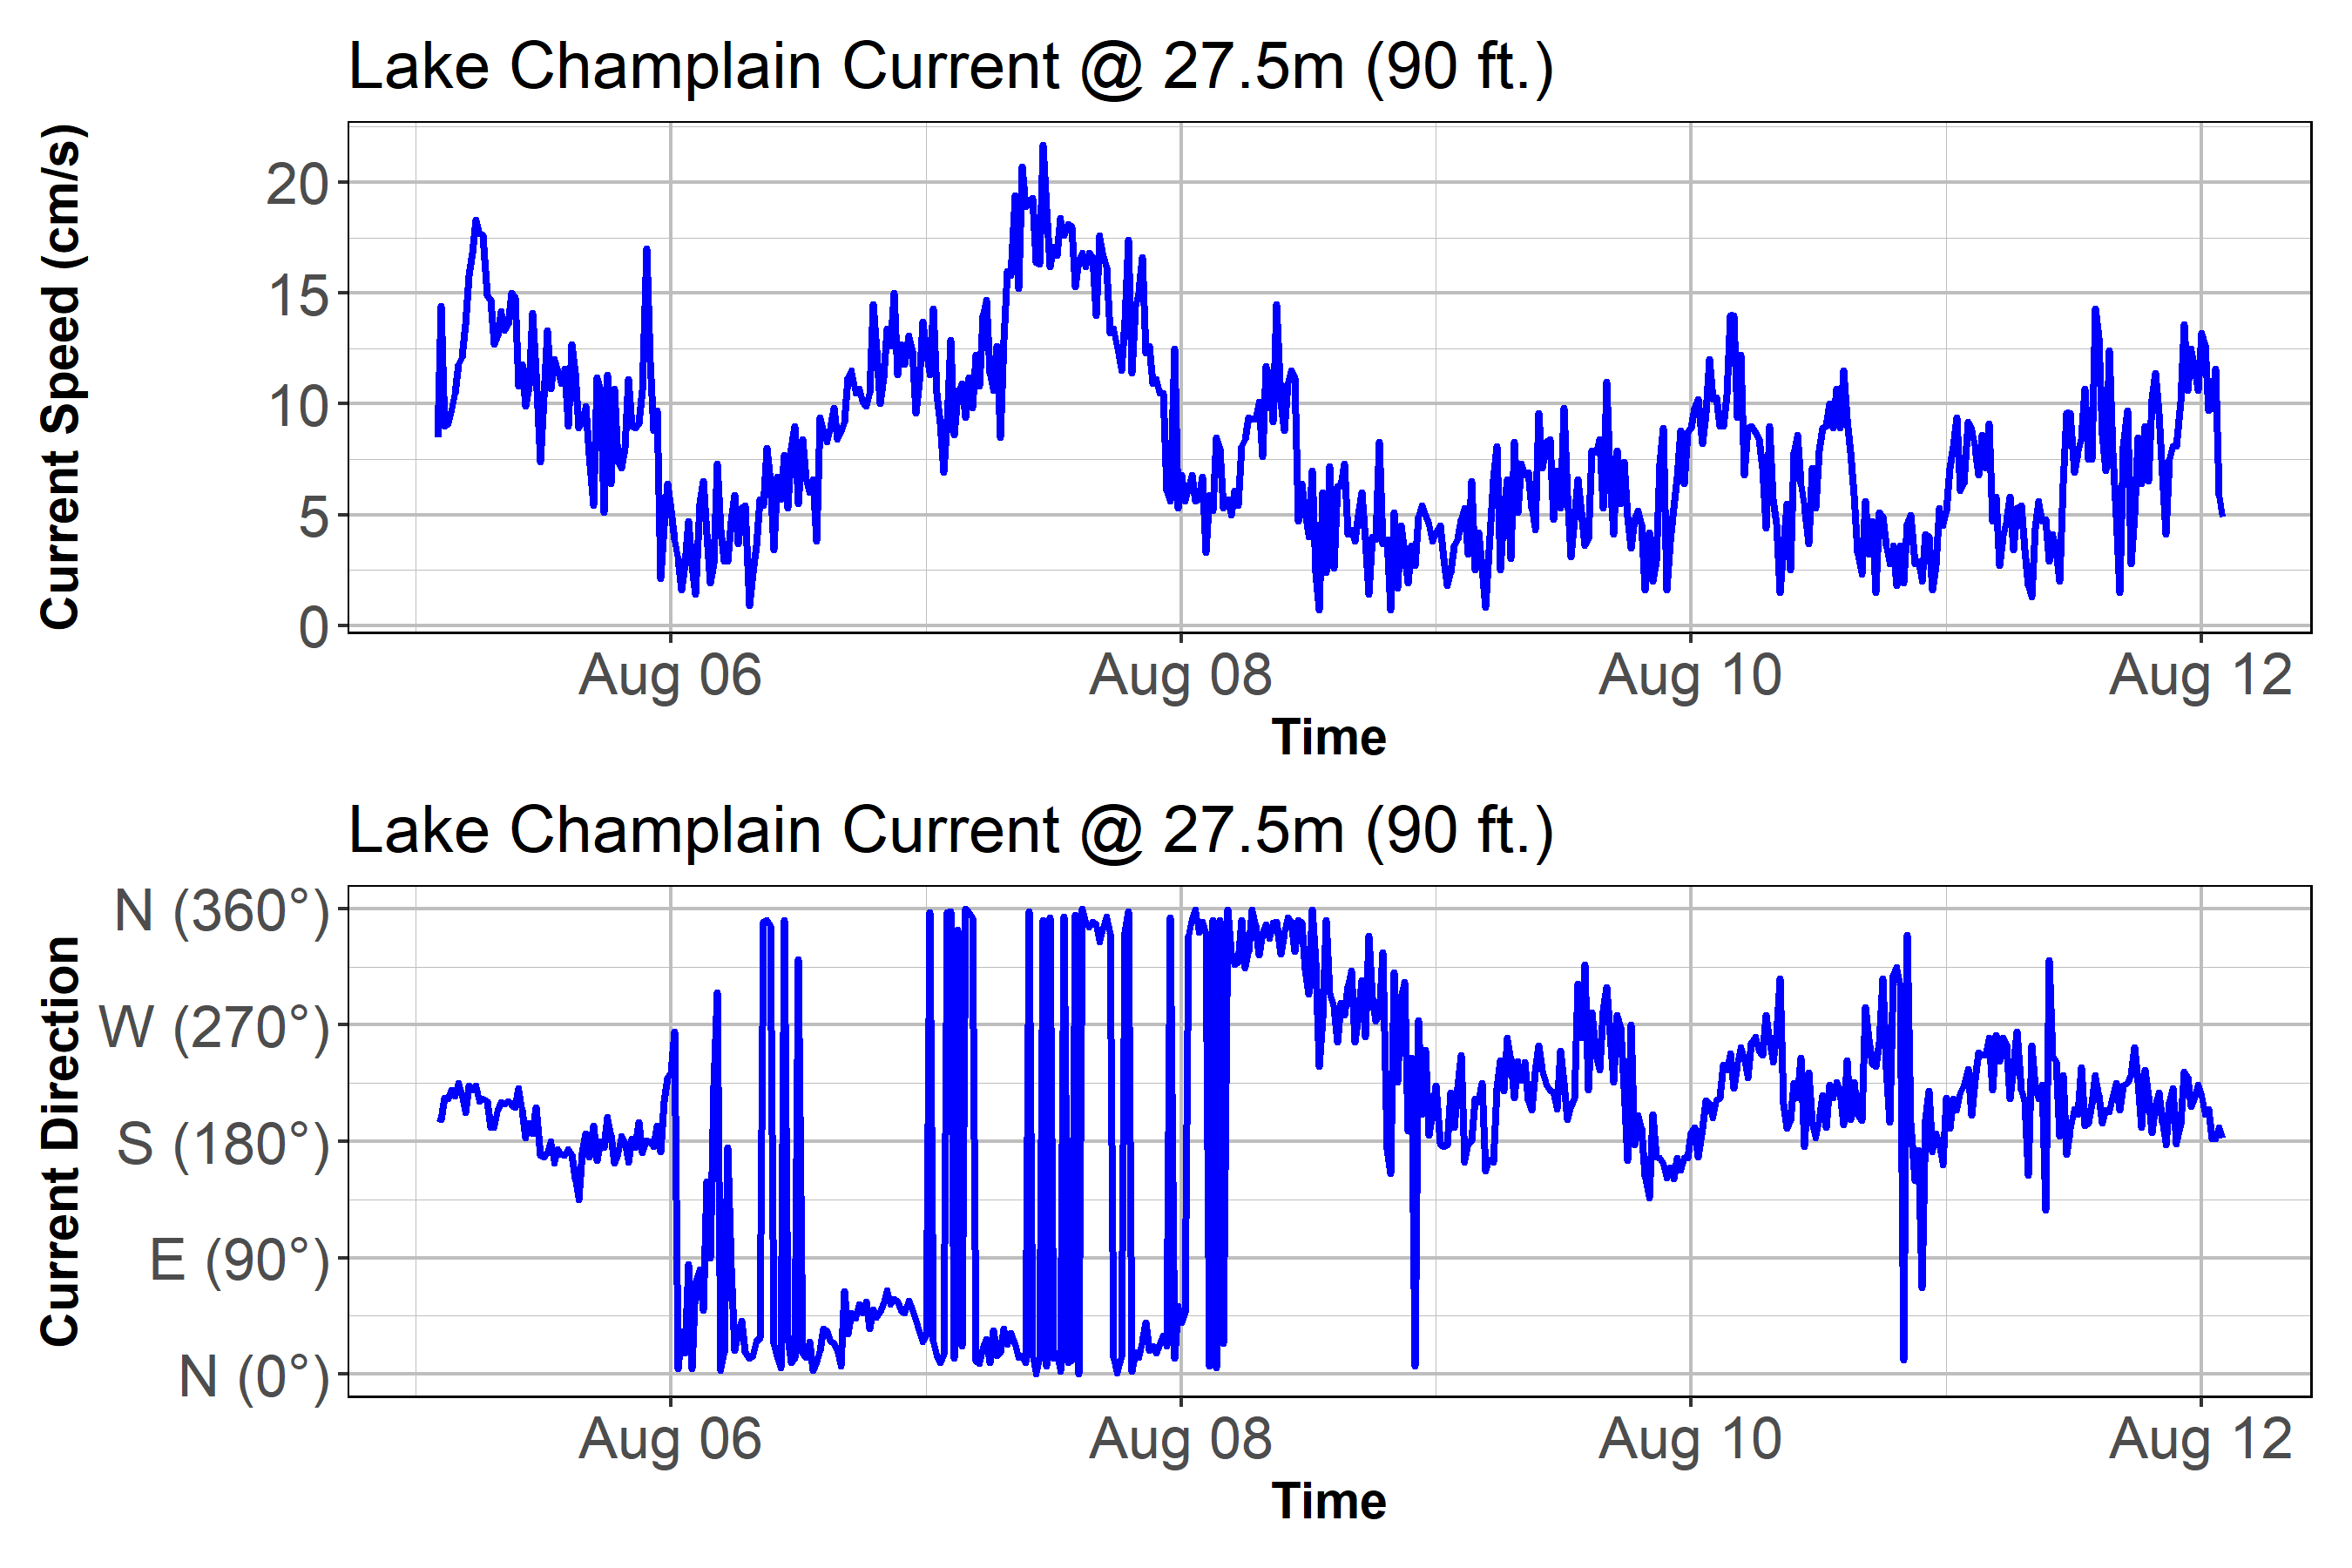 Lake Champlain Current @ 27.5m (90 ft.)
Current Speed (cm/s)
20
15
10
5
0
Aug 06 Aug 08 Aug 10 Aug 12
Time
Lake Champlain Current @ 27.5m (90 ft.)
Current Direction
N (360°)
W (270°)
S (180°)
E (90°)
N (0°)
Aug 06 Aug 08 Aug 10 Aug 12
Time